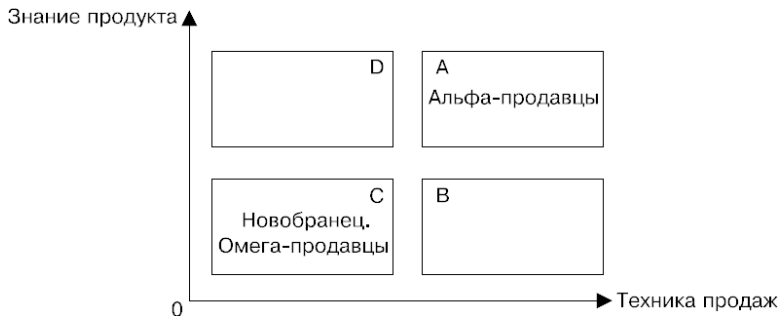 Знание продукта
D
A
Альфа-продавцы
C
Новобранец.
Омега-продавцы
B
0
Техника продаж